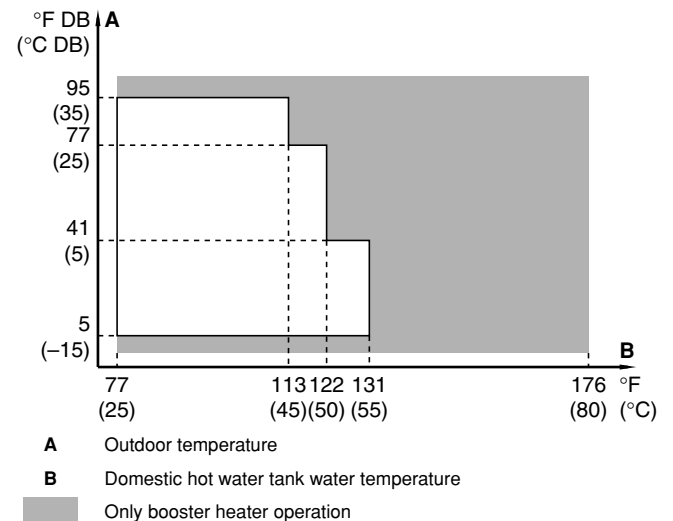 °F DB A
(°C DB)
95
(35)
77
(25)
41
(5)
5
(–15)
B
77 113 122 131 176 °F
(25) (45) (50) (55) (80) (°C)
A Outdoor temperature
B Domestic hot water tank water temperature
Only booster heater operation